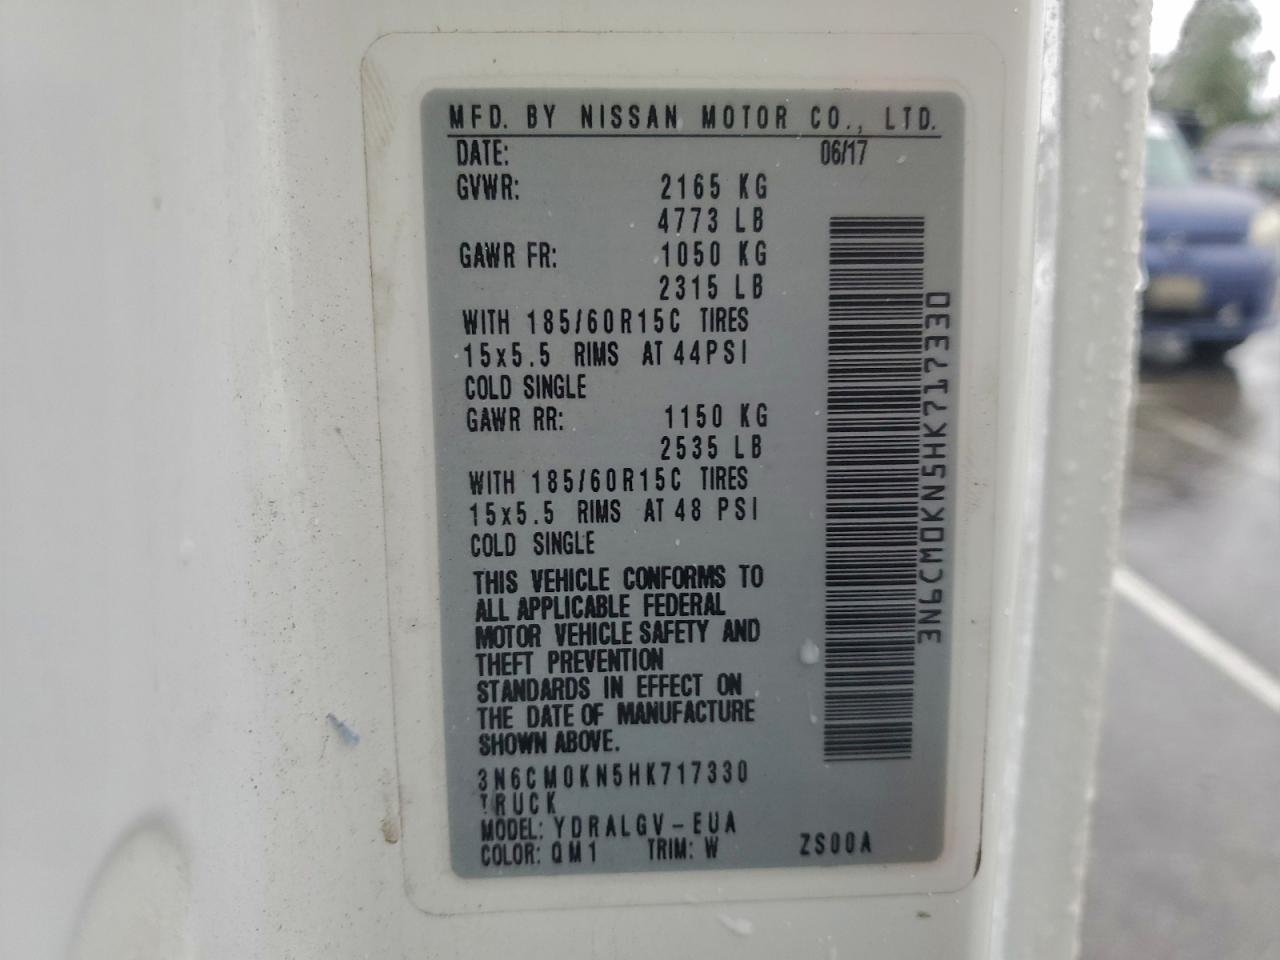 MFD. BY NISSAN MOTOR CO., LTD.
DATE: 06/17
GVWR: 2165 KG
4773 LB
GAWR FR: 1050 KG
2315 LB
WITH 185/60R15C TIRES
15x5.5 RIMS AT 44PSI
COLD SINGLE
GAWR RR: 1150 KG
2535 LB
WITH 185/60R15C TIRES
15x5.5 RIMS AT 48 PSI
COLD SINGLE
THIS VEHICLE CONFORMS TO
ALL APPLICABLE FEDERAL
MOTOR VEHICLE SAFETY AND
THEFT PREVENTION
STANDARDS IN EFFECT ON
THE DATE OF MANUFACTURE
SHOWN ABOVE.
3N6CM0KN5HK717330
TRUCK
MODEL: YDRALGV-EUA
COLOR: QM1 TRIM: W ZS00A
3N6CM0KN5HK717330